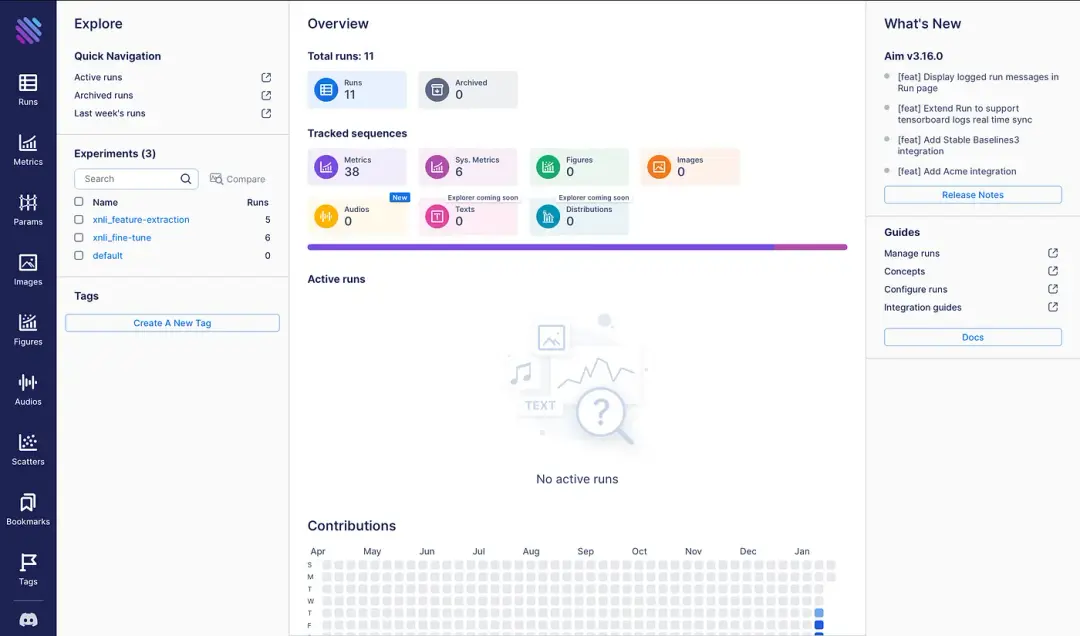 Runs
Metrics
Params
Images
Figures
Audios
Scatters
Bookmarks
Tags
Explore
Quick Navigation
Active runs
Archived runs
Last week's runs
Experiments (3)
Search
Compare
Name Runs
xnli_feature-extraction 5
xnli_fine-tune 6
default 0
Tags
Create A New Tag
Overview
Total runs: 11
Runs
11
Archived
0
Tracked sequences
Metrics
38
Sys. Metrics
6
Figures
0
Images
0
New
Audios
0
Explorer coming soon
Texts
0
Explorer coming soon
Distributions
0
Active runs
TEXT
?
No active runs
Contributions
Apr May Jun Jul Aug Sep Oct Nov Dec Jan
S
M
T
W
T
F
What's New
Aim v3.16.0
[feat] Display logged run messages in
Run page
[feat] Extend Run to support
tensorboard logs real time sync
[feat] Add Stable Baselines3
integration
[feat] Add Acme integration
Release Notes
Guides
Manage runs
Concepts
Configure runs
Integration guides
Docs